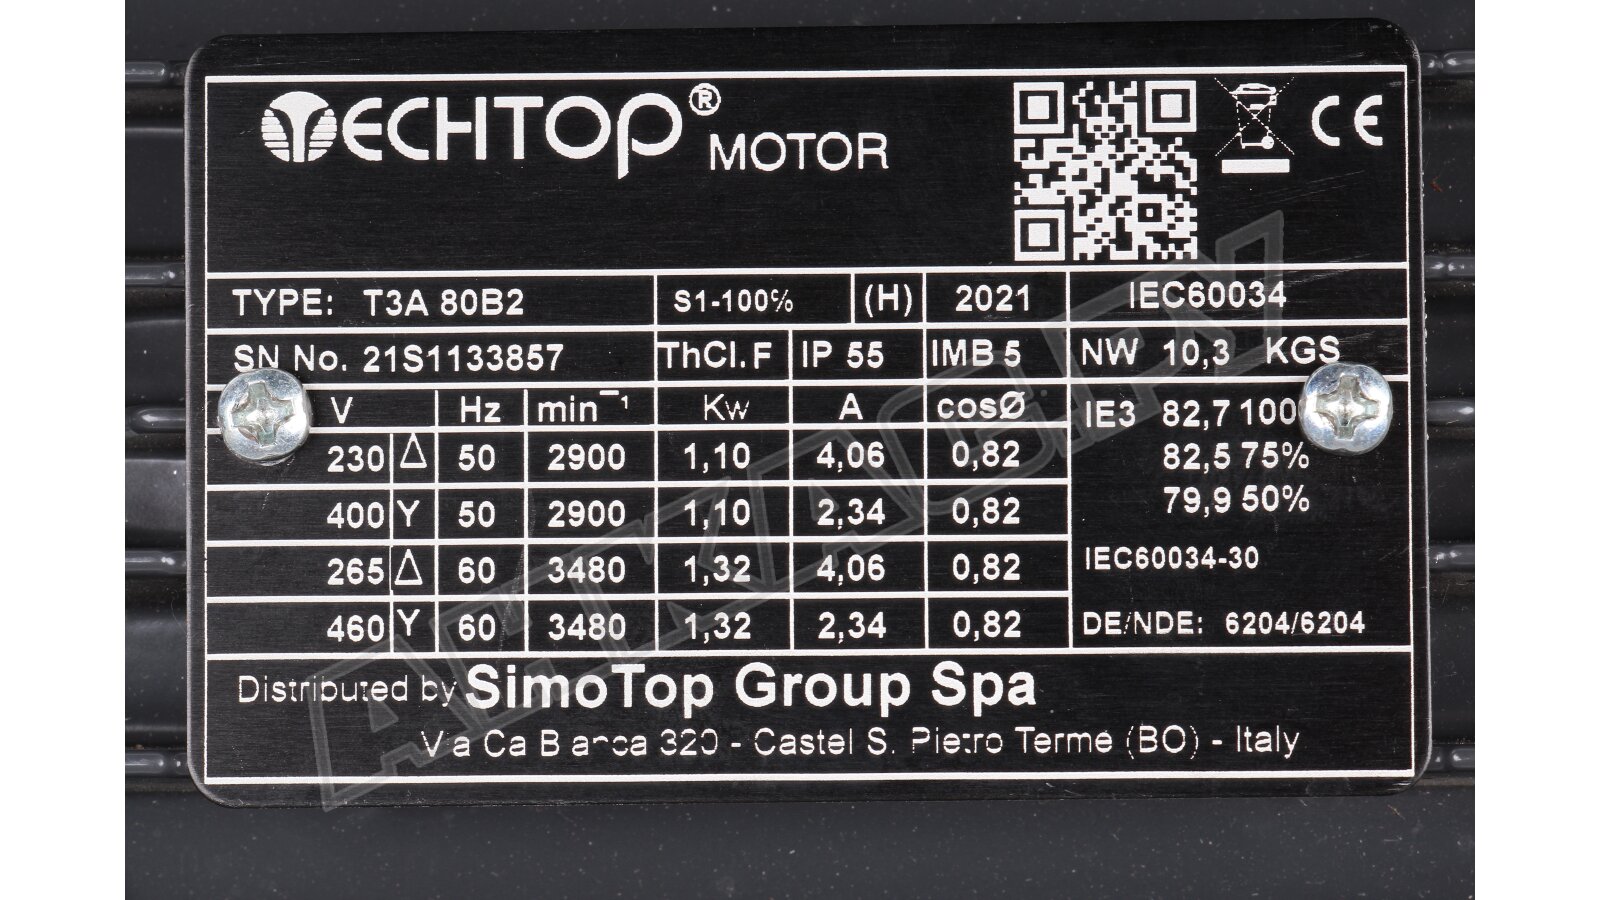 TECHTOP® MOTOR
CE
TYPE: T3A 80B2 S1-100% (H) 2021 IEC60034
SN No. 21S1133857 ThCl.F IP 55 IMB 5 NW 10,3 KGS
V Hz min⁻¹ Kw A cosØ IE3 82,7 100
230 Δ 50 2900 1,10 4,06 0,82 82,5 75%
400 Y 50 2900 1,10 2,34 0,82 79,9 50%
265 Δ 60 3480 1,32 4,06 0,82 IEC60034-30
460 Y 60 3480 1,32 2,34 0,82 DE/NDE: 6204/6204
Distributed by SimoTop Group Spa
Via Ca Bianca 320 - Castel S. Pietro Terme (BO) - Italy